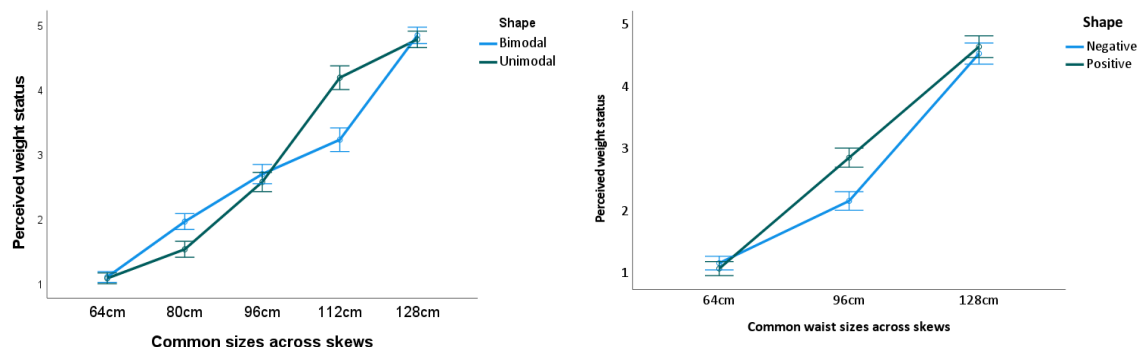 Perceived weight status
5
4
3
2
1
64cm
80cm
96cm
112cm
128cm
Common sizes across skews
Shape
Bimodal
Unimodal
Perceived weight status
5
4
3
2
1
64cm
96cm
128cm
Common waist sizes across skews
Shape
Negative
Positive